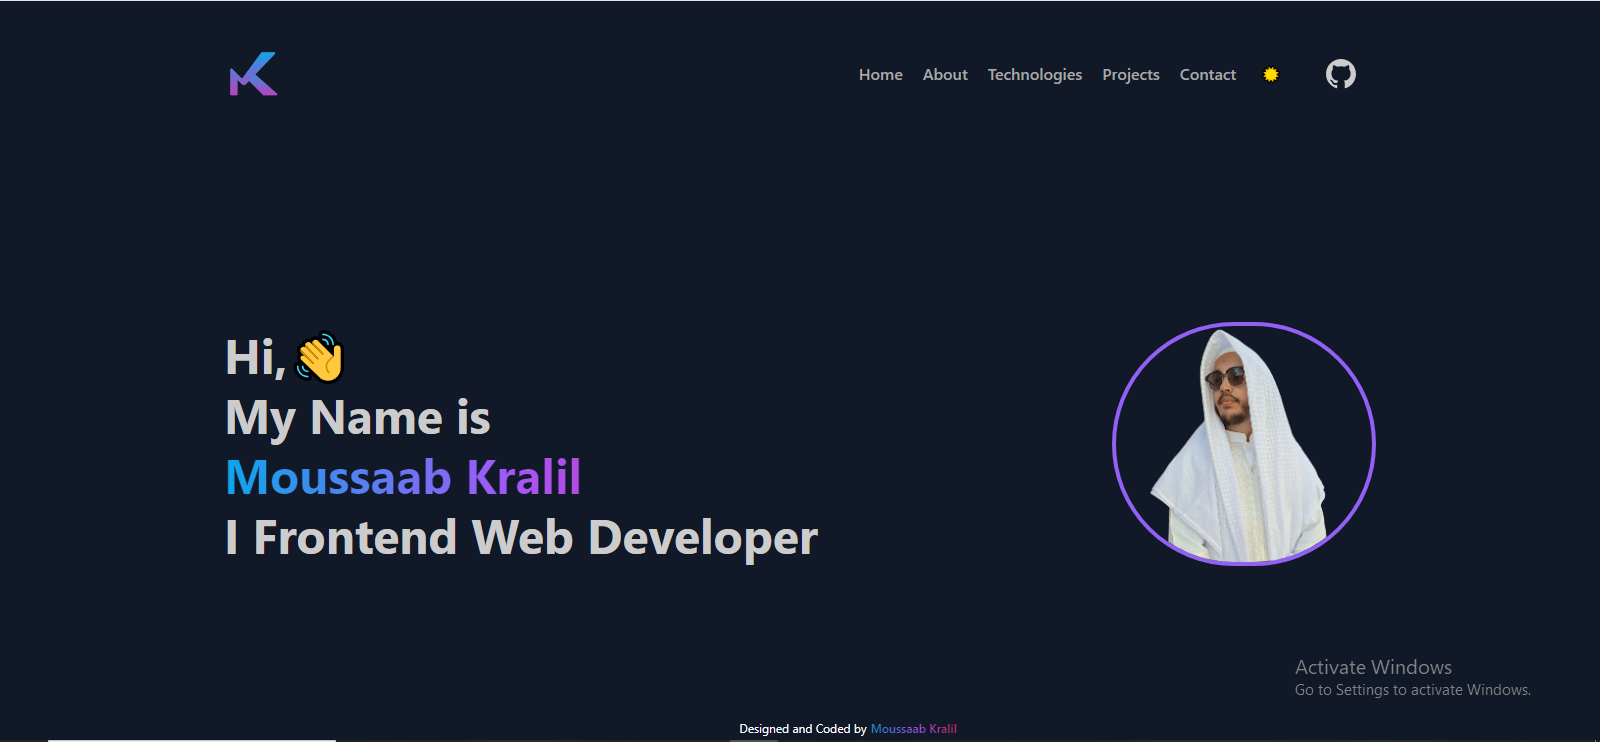 Home About Technologies Projects Contact
Hi,👋
My Name is
Moussaab Kralil
I Frontend Web Developer
Activate Windows
Go to Settings to activate Windows.
Designed and Coded by Moussaab Kralil